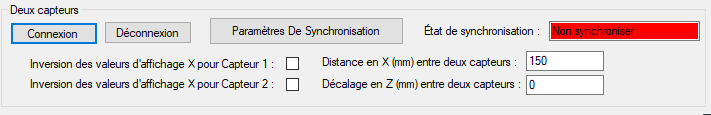 Deux capteurs
Connexion Déconnexion Paramètres De Synchronisation État de synchronisation : Non synchroniser
Inversion des valeurs d'affichage X pour Capteur 1 : Distance en X (mm) entre deux capteurs : 150
Inversion des valeurs d'affichage X pour Capteur 2 : Décalage en Z (mm) entre deux capteurs : 0